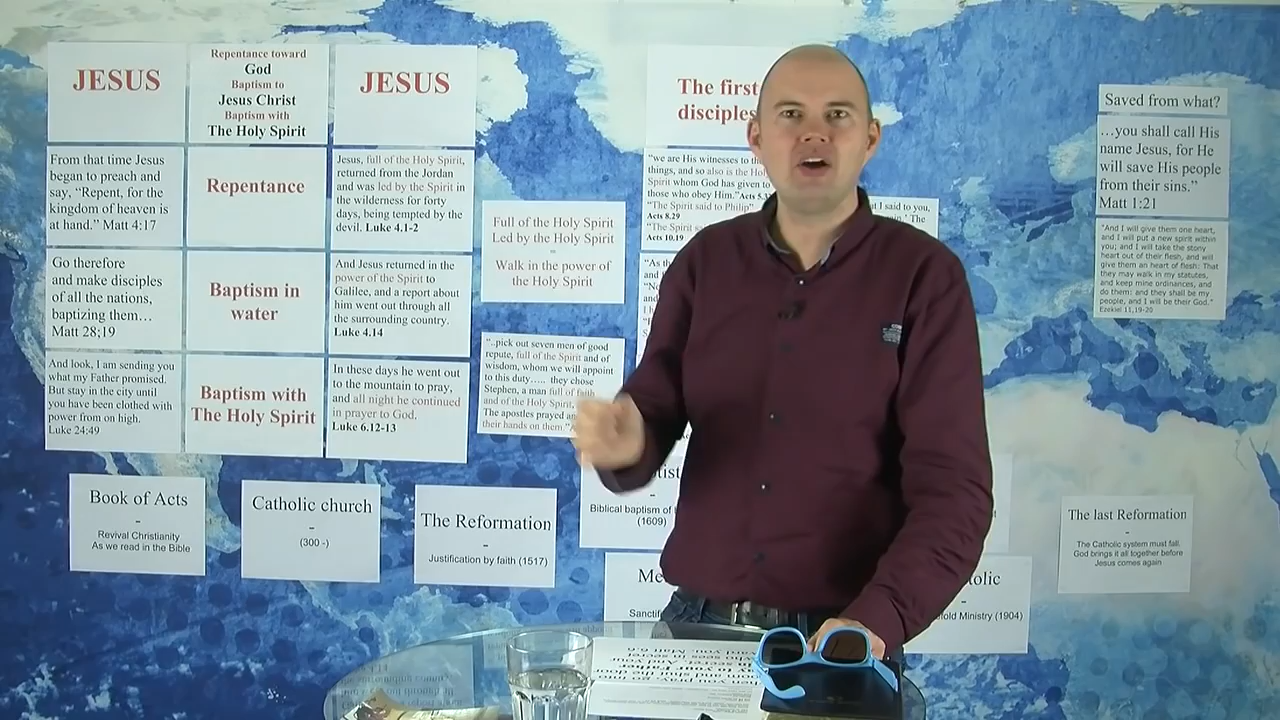 JESUS
Repentance toward
God
Baptism to
Jesus Christ
Baptism with
The Holy Spirit
JESUS
From that time Jesus
began to preach and
say, “Repent, for the
kingdom of heaven is
at hand.” Matt 4:17
Repentance
Jesus, full of the Holy Spirit,
returned from the Jordan
and was led by the Spirit in
the wilderness for forty
days, being tempted by the
devil. Luke 4.1-2
Go therefore
and make disciples
of all the nations,
baptizing them…
Matt 28;19
Baptism in
water
And Jesus returned in the
power of the Spirit to
Galilee, and a report about
him went out through all
the surrounding country.
Luke 4.14
And look, I am sending you
what my Father promised.
But stay in the city until
you have been clothed with
power from on high.
Luke 24:49
Baptism with
The Holy Spirit
In these days he went out
to the mountain to pray,
and all night he continued
in prayer to God.
Luke 6.12-13
Full of the Holy Spirit
Led by the Holy Spirit
-
Walk in the power of
the Holy Spirit
“..pick out seven men of good
repute, full of the Spirit and of
wisdom, whom we will appoint
to this duty….. they chose
Stephen, a man full of faith
and of the Holy Spirit,
The apostles prayed
their hands on them.”
The first
disciples
“we are His witnesses to
things, and so also is the
Spirit whom God has given to
those who obey Him.” Acts
“The Spirit said to Philip”
Acts 8.29
“The Spirit
Acts 10.19
“As
and
I said to you,
The
Saved from what?
…you shall call His
name Jesus, for He
will save His people
from their sins.”
Matt 1:21
“And I will give them one heart,
and I will put a new spirit within
you; and I will take the stony
heart out of their flesh, and will
give them an heart of flesh: That
they may walk in my statutes,
and keep mine ordinances, and
do them: and they shall be my
people, and I will be their God.”
Ezekiel 11,19-20
Book of Acts
-
Revival Christianity
As we read in the Bible
Catholic church
-
(300 -)
The Reformation
-
Justification by faith (1517)
-
Biblical baptism of
(1609)
-
Ministry (1904)
The last Reformation
-
The Catholic system must fall.
God brings it all together before
Jesus comes again